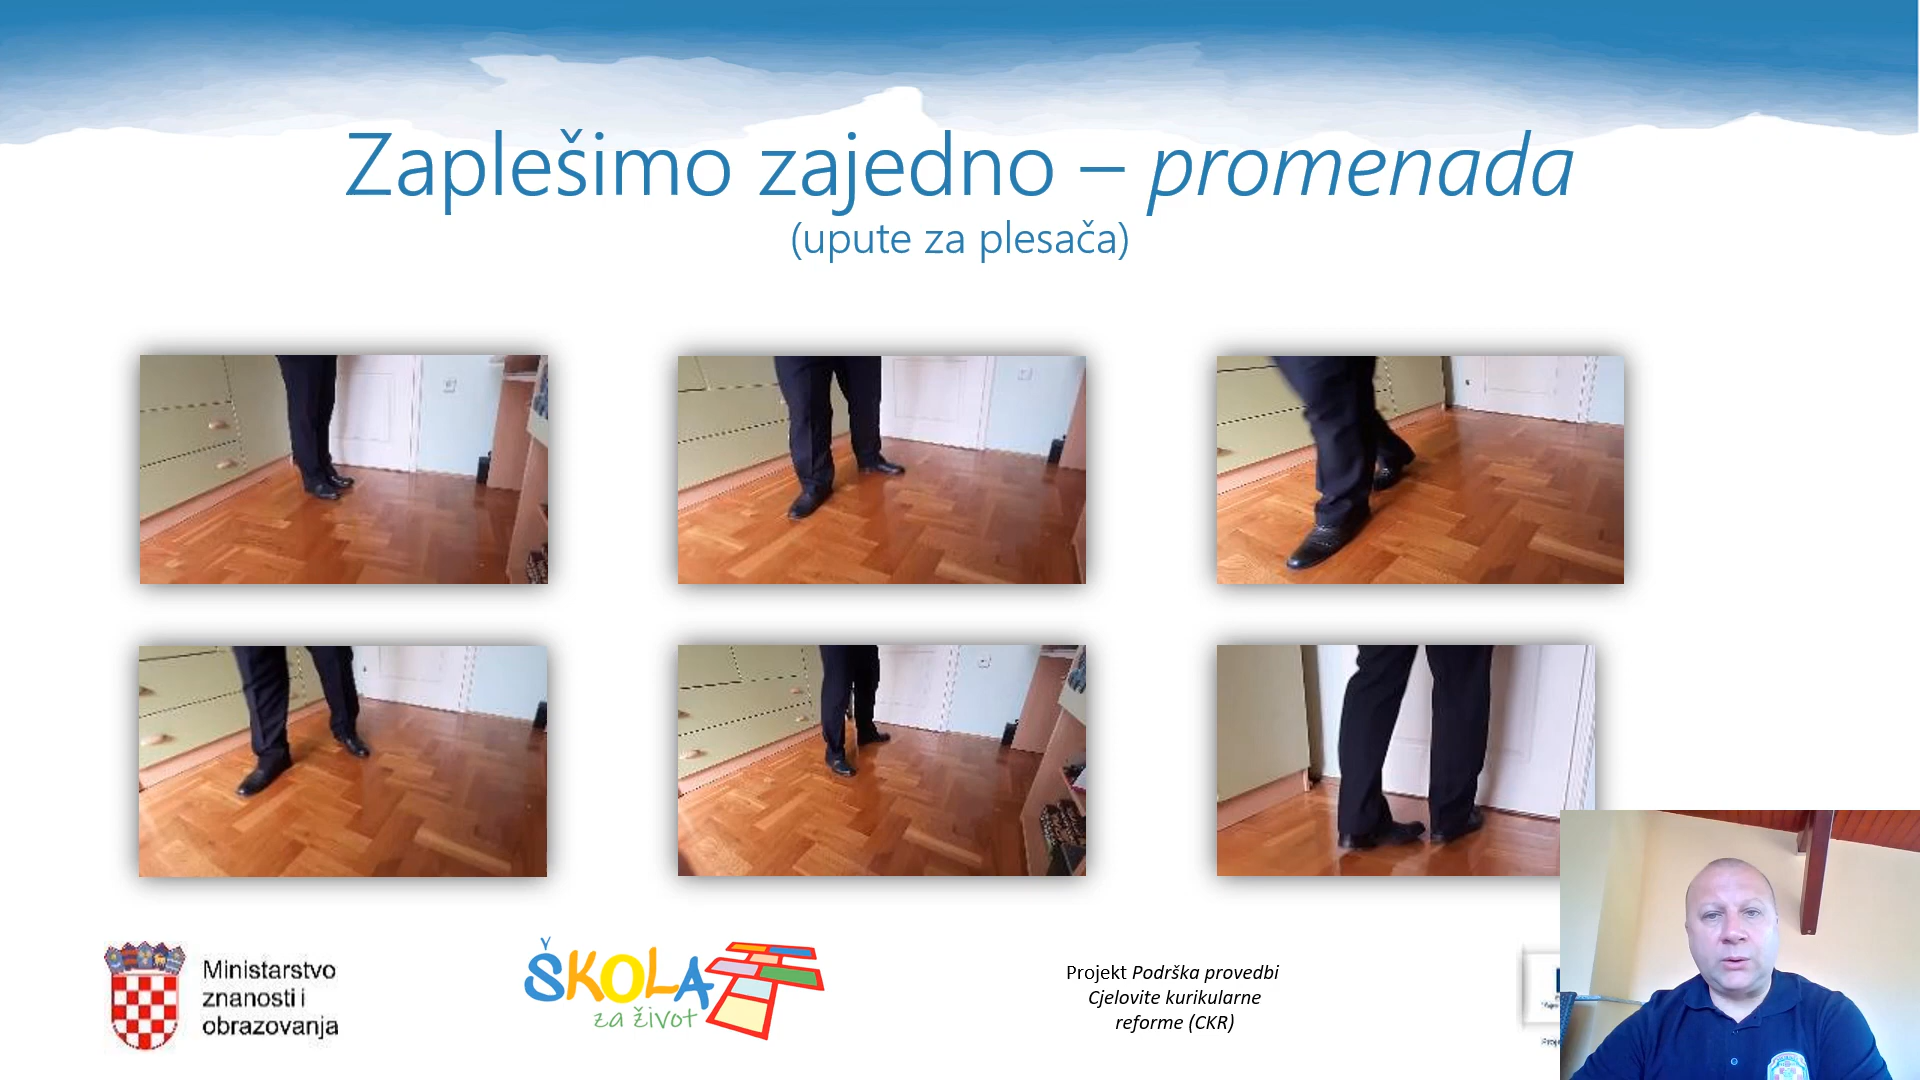 Zaplešimo zajedno – promenada
(upute za plesača)
Ministarstvo
znanosti i
obrazovanja
ŠKOLA
za život
Projekt Podrška provedbi
Cjelovite kurikularne
reforme (CKR)